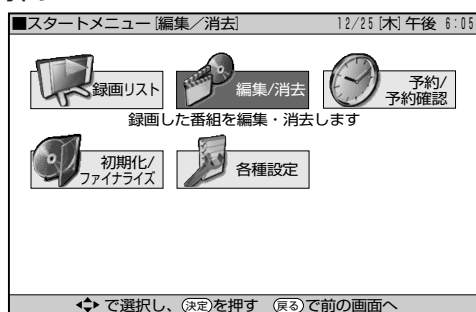 ■スタートメニュー [編集／消去] 12/25 [木] 午後 6:05
録画リスト
編集/消去
予約/
予約確認
録画した番組を編集・消去します
初期化/
ファイナライズ
各種設定
で選択し、決定を押す 戻るで前の画面へ